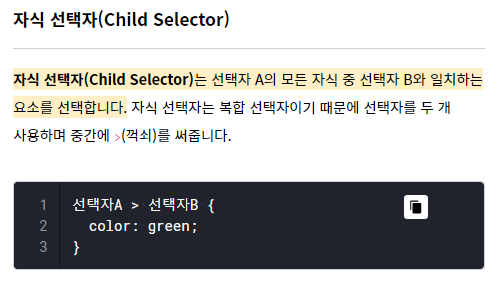 자식 선택자(Child Selector)
자식 선택자(Child Selector)는 선택자 A의 모든 자식 중 선택자 B와 일치하는
요소를 선택합니다. 자식 선택자는 복합 선택자이기 때문에 선택자를 두 개
사용하며 중간에 >(꺽쇠)를 써줍니다.
1 선택자A > 선택자B {
2 color: green;
3 }